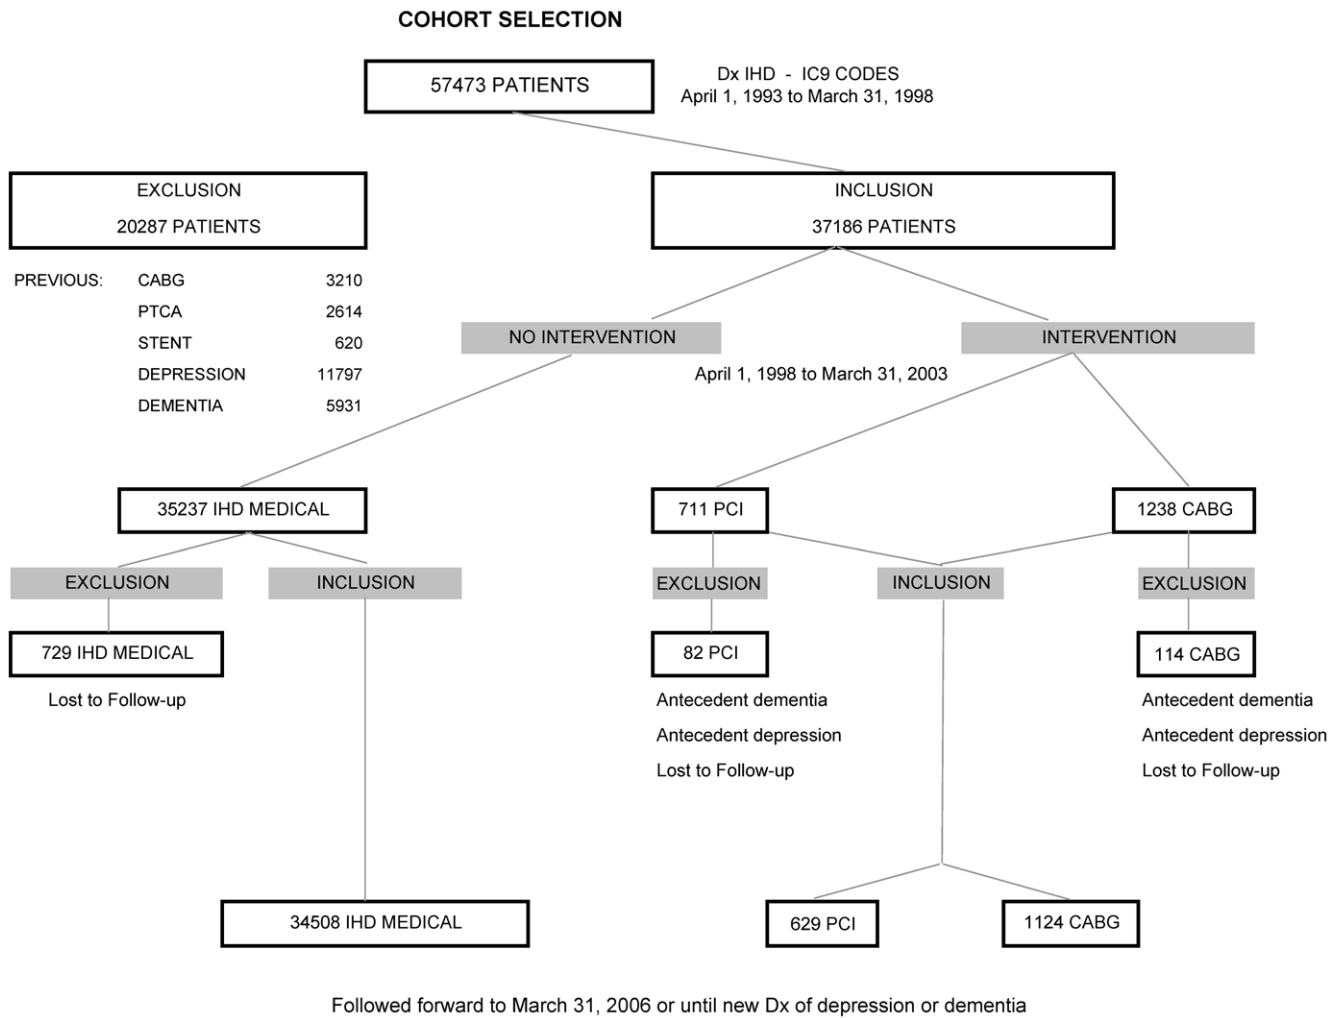 COHORT SELECTION
57473 PATIENTS
Dx IHD - IC9 CODES
April 1, 1993 to March 31, 1998
EXCLUSION
20287 PATIENTS
INCLUSION
37186 PATIENTS
PREVIOUS: CABG 3210
PTCA 2614
STENT 620
DEPRESSION 11797
DEMENTIA 5931
NO INTERVENTION
INTERVENTION
April 1, 1998 to March 31, 2003
35237 IHD MEDICAL
711 PCI
1238 CABG
EXCLUSION
INCLUSION
EXCLUSION
INCLUSION
EXCLUSION
729 IHD MEDICAL
Lost to Follow-up
82 PCI
Antecedent dementia
Antecedent depression
Lost to Follow-up
114 CABG
Antecedent dementia
Antecedent depression
Lost to Follow-up
34508 IHD MEDICAL
629 PCI
1124 CABG
Followed forward to March 31, 2006 or until new Dx of depression or dementia